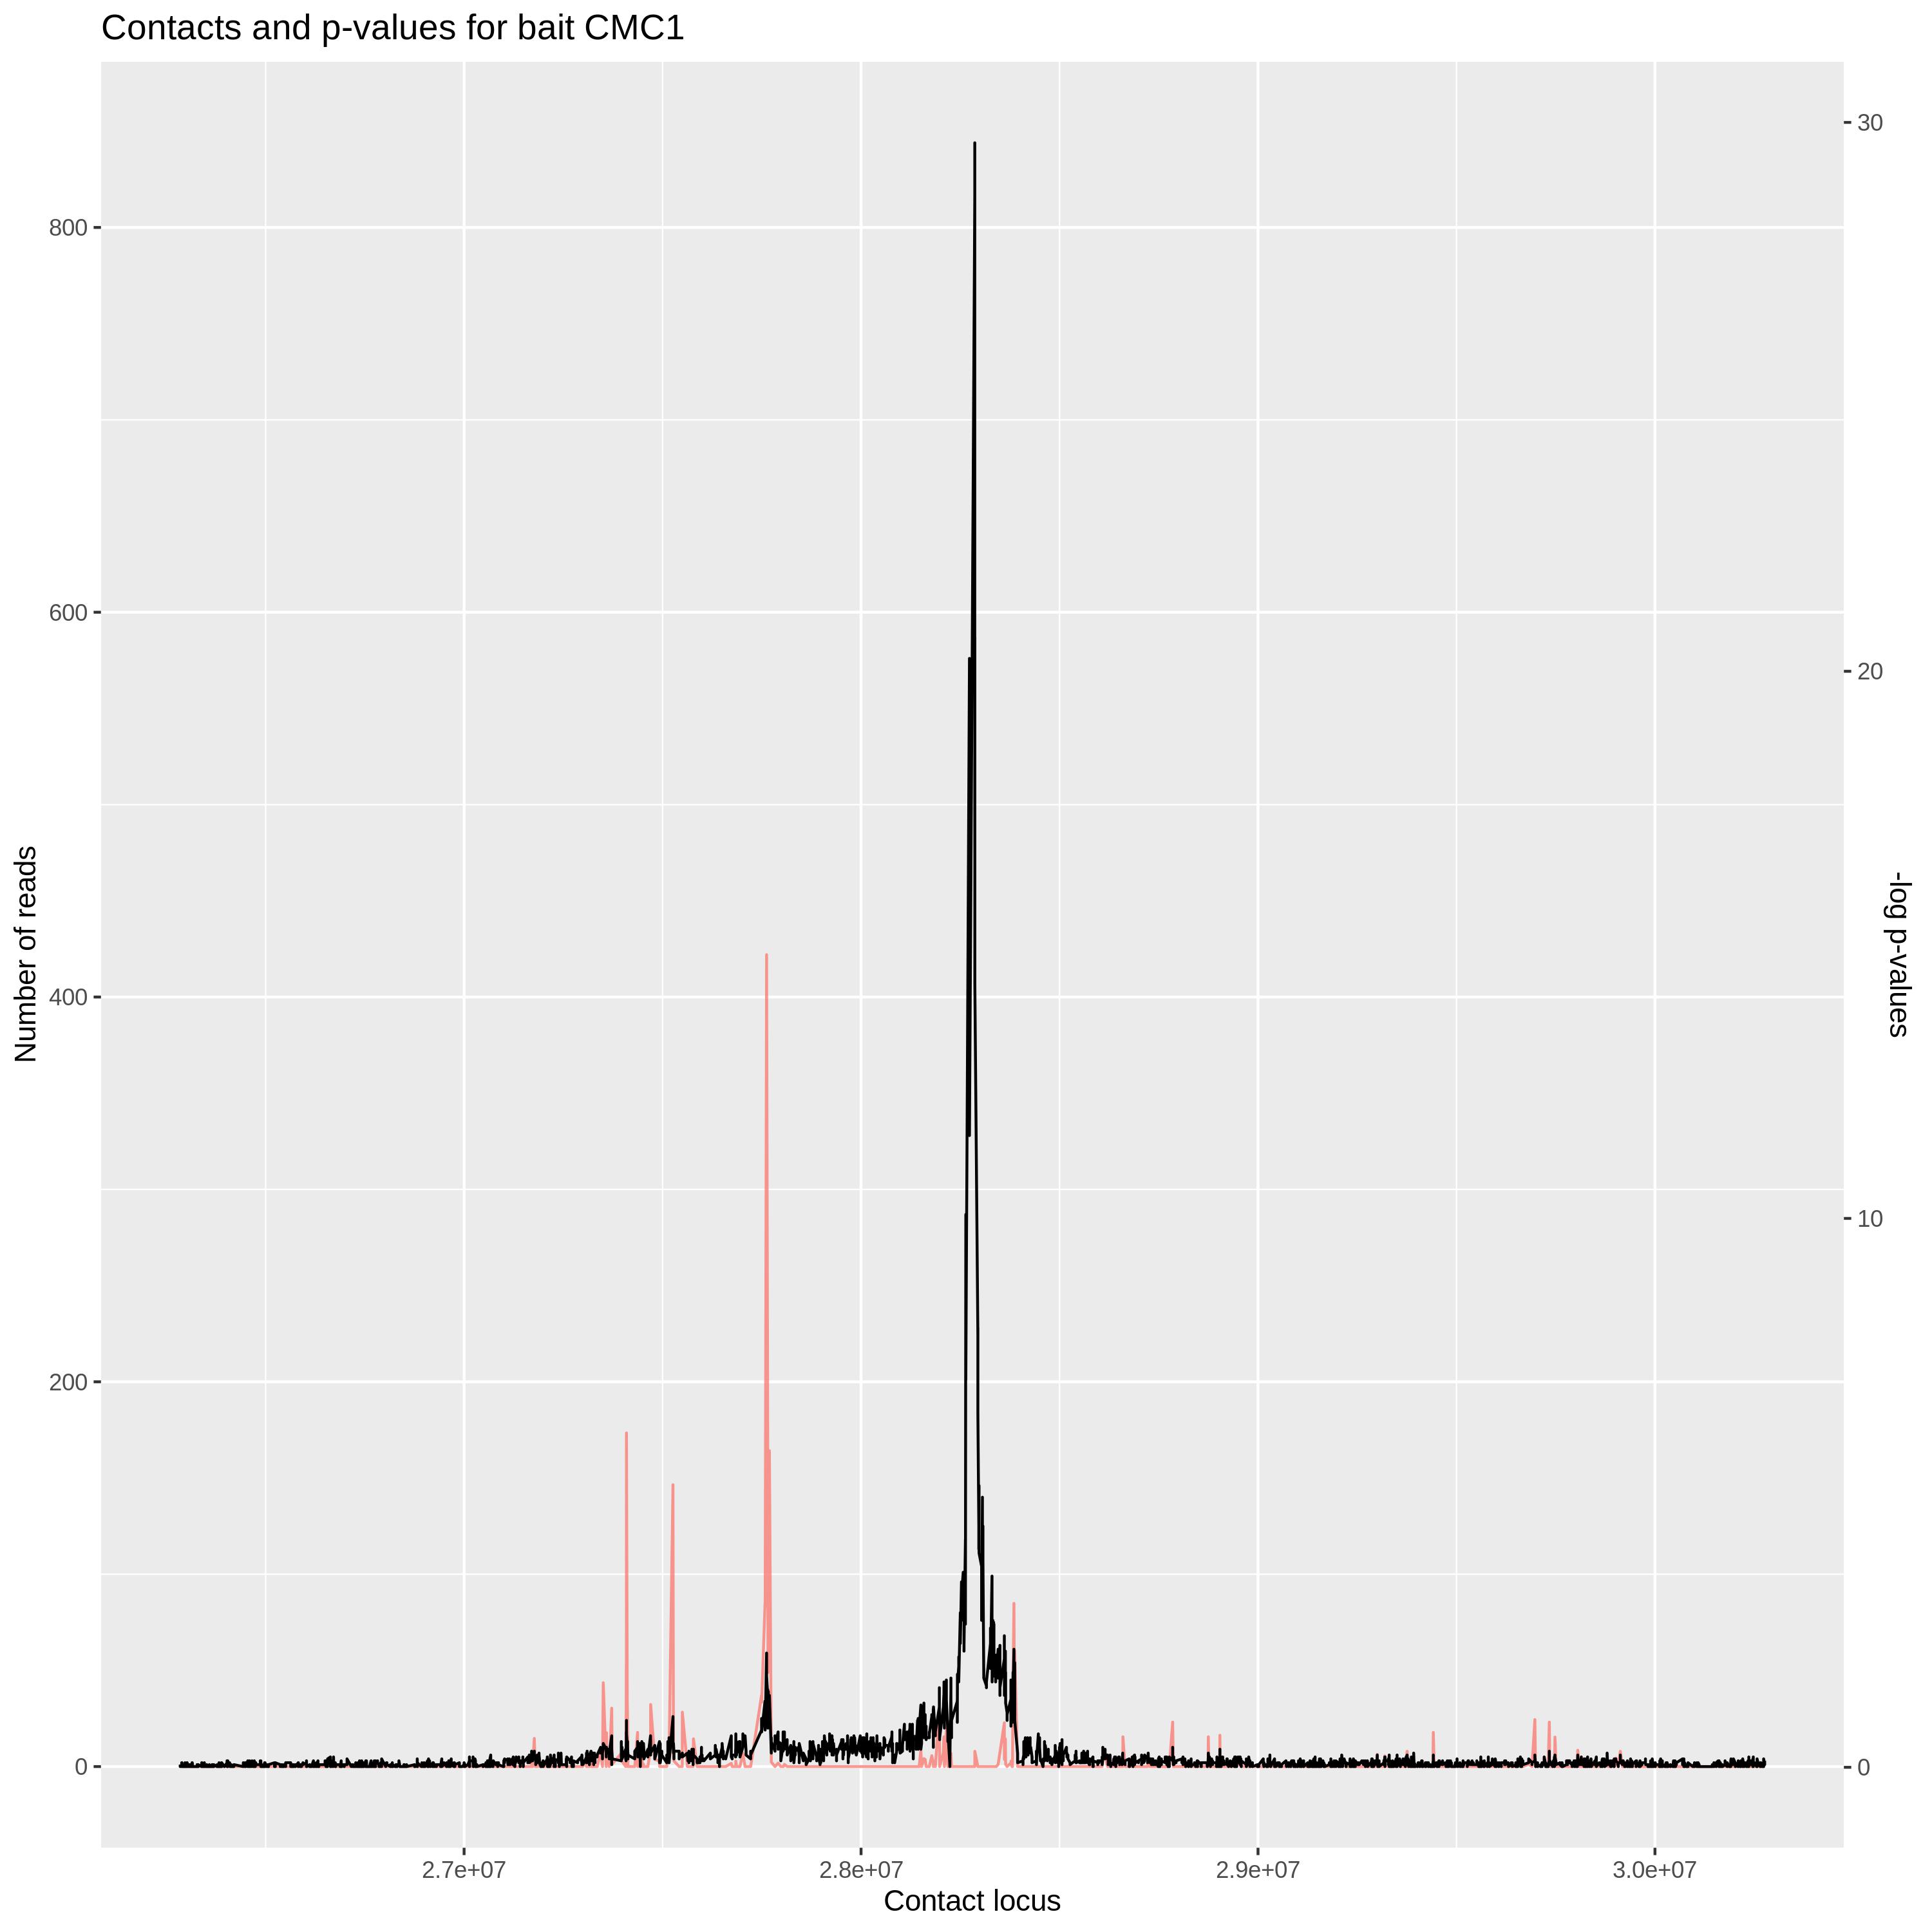 Contacts and p-values for bait CMC1
800
600
400
200
0
Number of reads
30
20
10
0
-log p-values
2.7e+07
2.8e+07
2.9e+07
3.0e+07
Contact locus